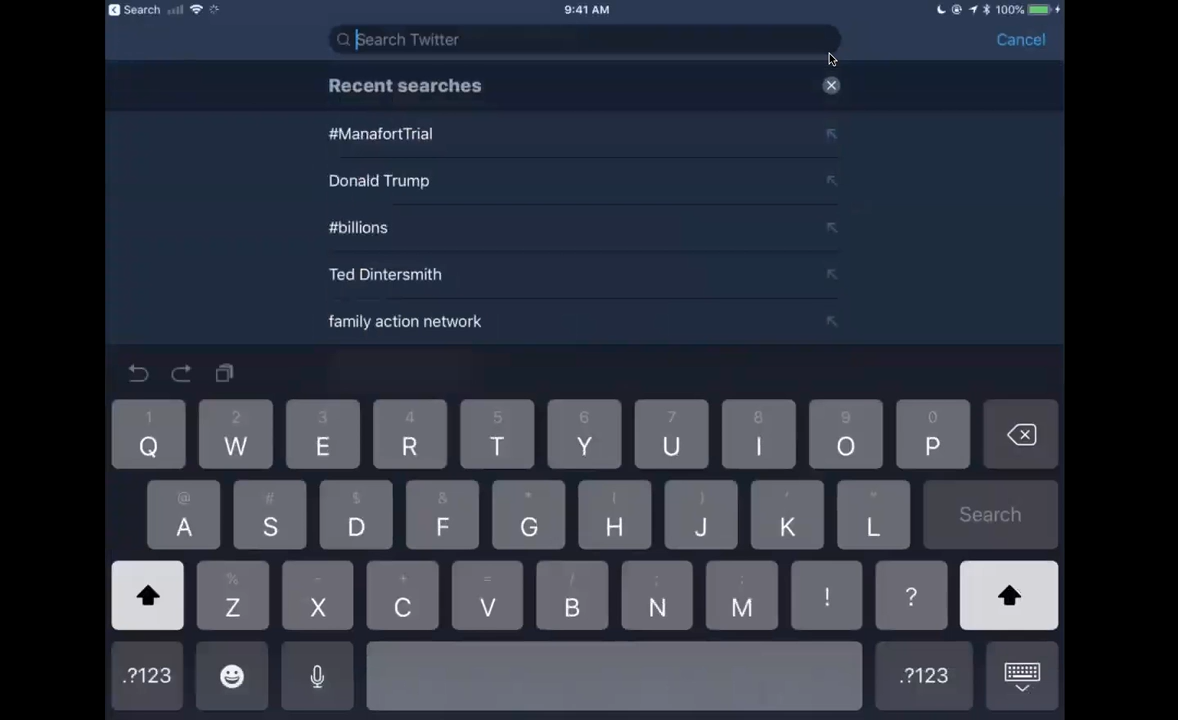 Search 9:41 AM 100%
Search Twitter Cancel
Recent searches
#ManafortTrial
Donald Trump
#billions
Ted Dintersmith
family action network
1 2 3 4 5 6 7 8 9 0
Q W E R T Y U I O P
@ # $ & * ( ) ' "
A S D F G H J K L Search
% - + = / ; :
Z X C V B N M ! ?
.?123 .?123